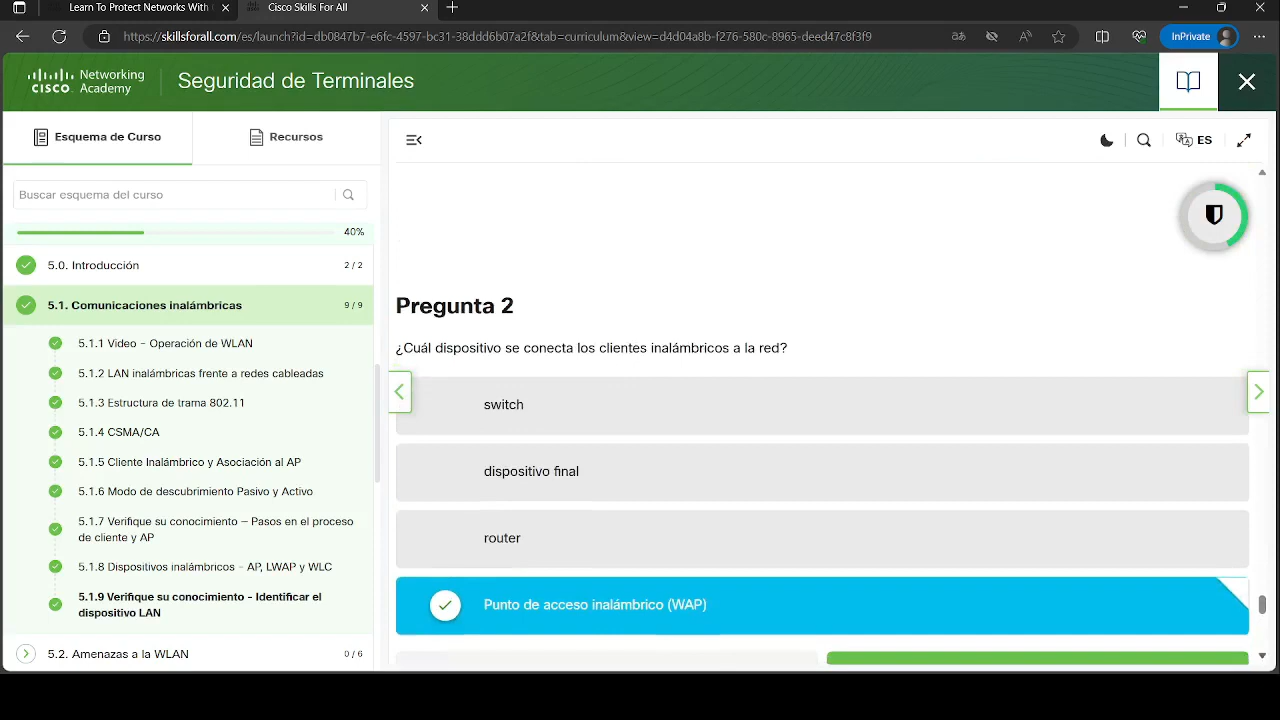 Learn To Protect Networks With
Cisco Skills For All
https://skillsforall.com/es/launch?id=db0847b7-e6fc-4597-bc31-38ddd6b07a2f&tab=curriculum&view=d4d04a8b-f276-580c-8965-deed47c8f3f9
InPrivate
Networking
CISCO Academy
Seguridad de Terminales
Esquema de Curso
Recursos
ES
Buscar esquema del curso
40%
5.0. Introducción 2 / 2
5.1. Comunicaciones inalámbricas 9 / 9
5.1.1 Video - Operación de WLAN
5.1.2 LAN inalámbricas frente a redes cableadas
5.1.3 Estructura de trama 802.11
5.1.4 CSMA/CA
5.1.5 Cliente Inalámbrico y Asociación al AP
5.1.6 Modo de descubrimiento Pasivo y Activo
5.1.7 Verifique su conocimiento – Pasos en el proceso
de cliente y AP
5.1.8 Dispositivos inalámbricos - AP, LWAP y WLC
5.1.9 Verifique su conocimiento - Identificar el
dispositivo LAN
5.2. Amenazas a la WLAN 0 / 6
Pregunta 2
¿Cuál dispositivo se conecta los clientes inalámbricos a la red?
switch
dispositivo final
router
Punto de acceso inalámbrico (WAP)